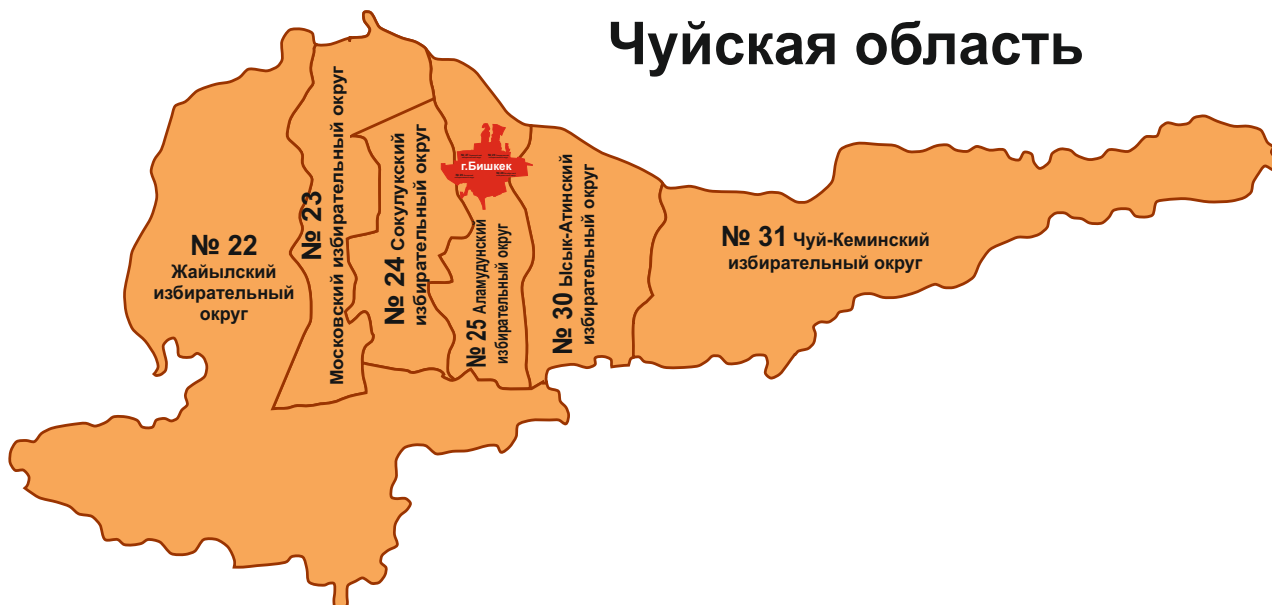 Чуйская область
№ 22
Жайылский
избирательный
округ
№ 23
Московский избирательный округ
№ 24 Сокулукский
избирательный округ
г.Бишкек
№ 25 Аламудунский
избирательный округ
№ 30 Ысык-Атинский
избирательный округ
№ 31 Чуй-Кеминский
избирательный округ